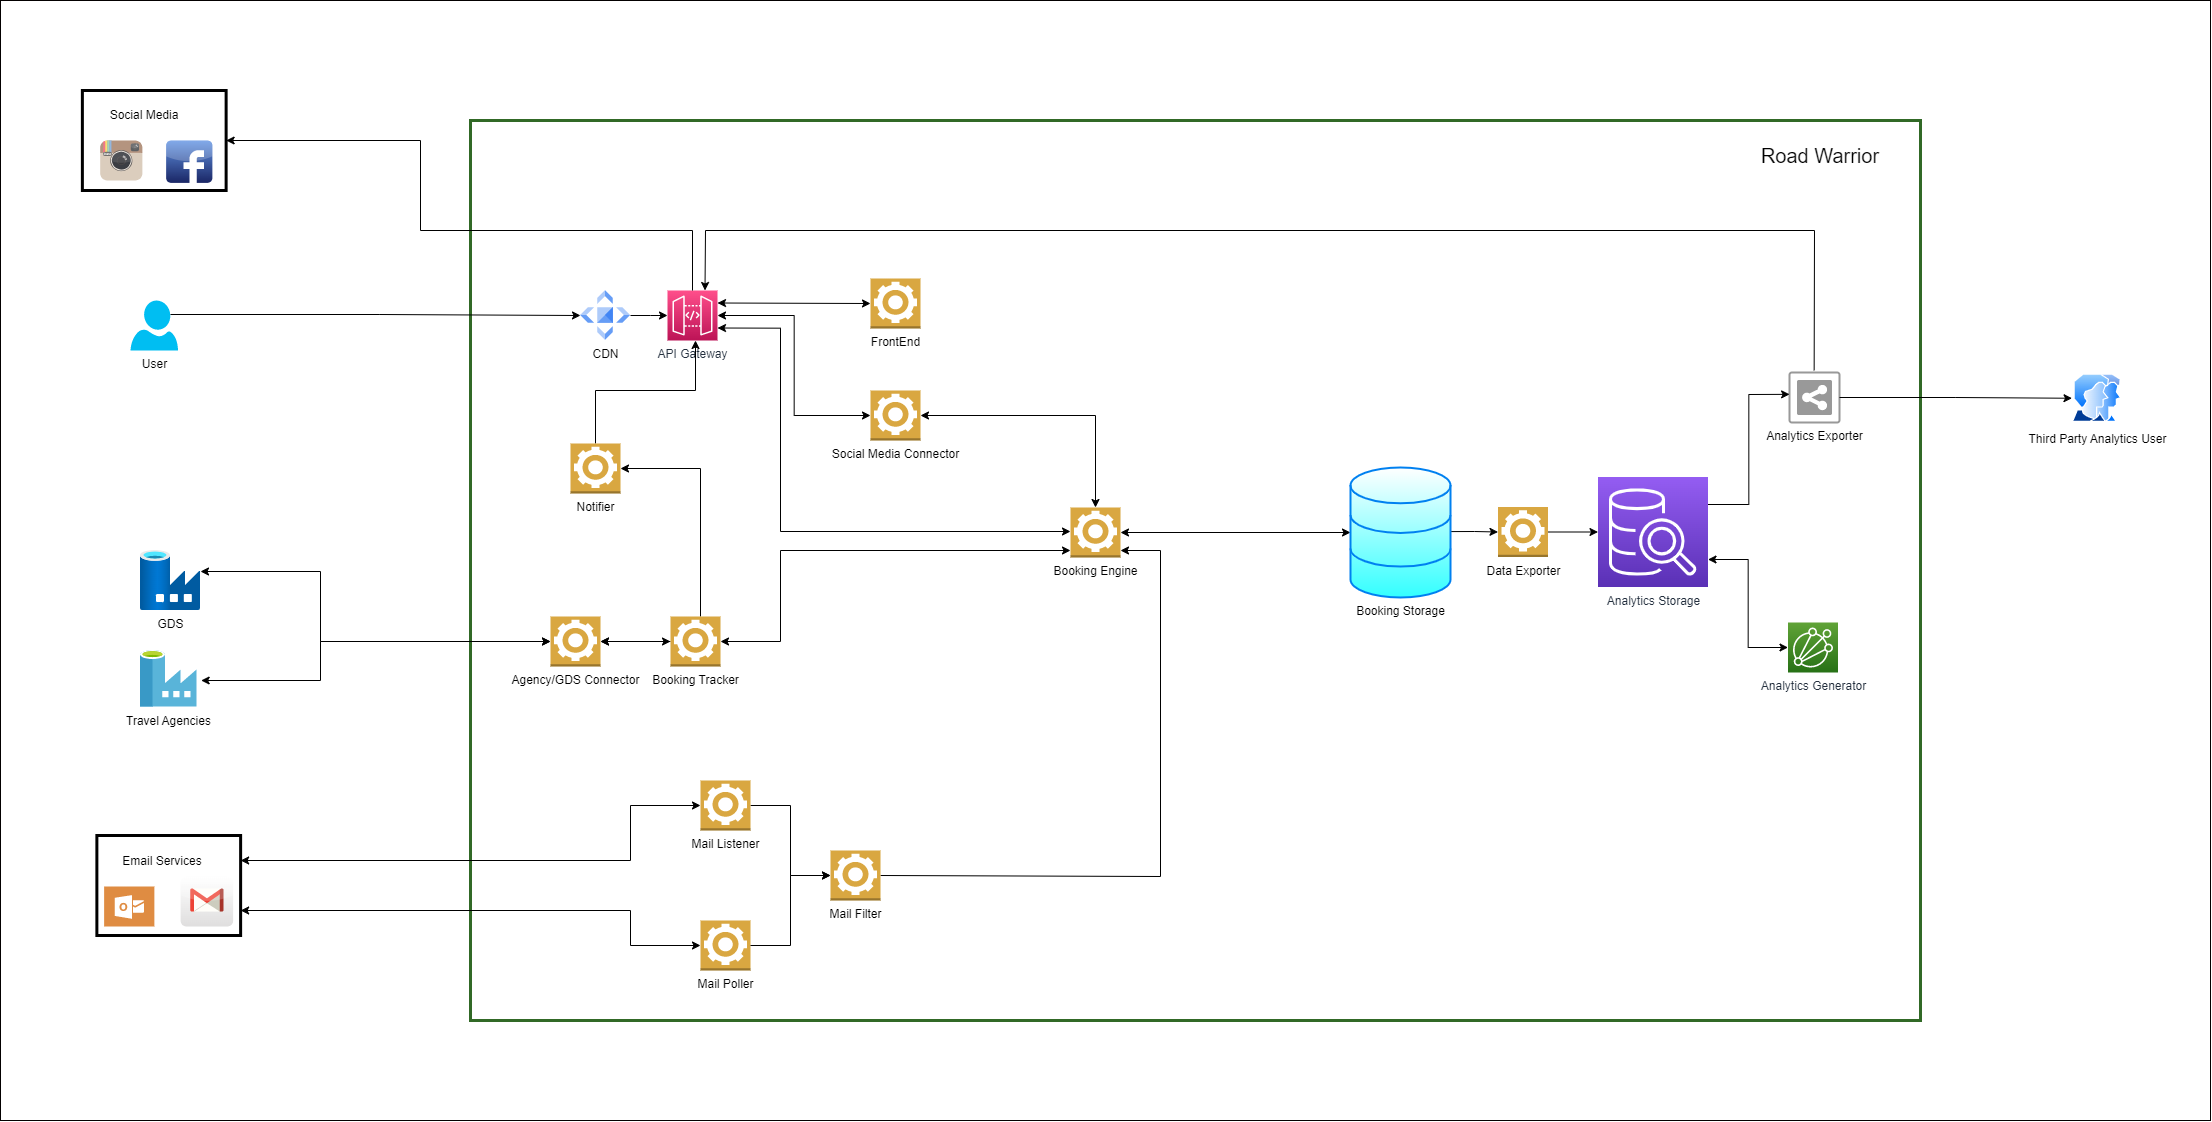 Social Media
Road Warrior
User
CDN
API Gateway
FrontEnd
Social Media Connector
Notifier
Analytics Exporter
Third Party Analytics User
Booking Engine
Booking Storage
Data Exporter
Analytics Storage
GDS
Travel Agencies
Agency/GDS Connector
Booking Tracker
Analytics Generator
Mail Listener
Email Services
Mail Filter
Mail Poller